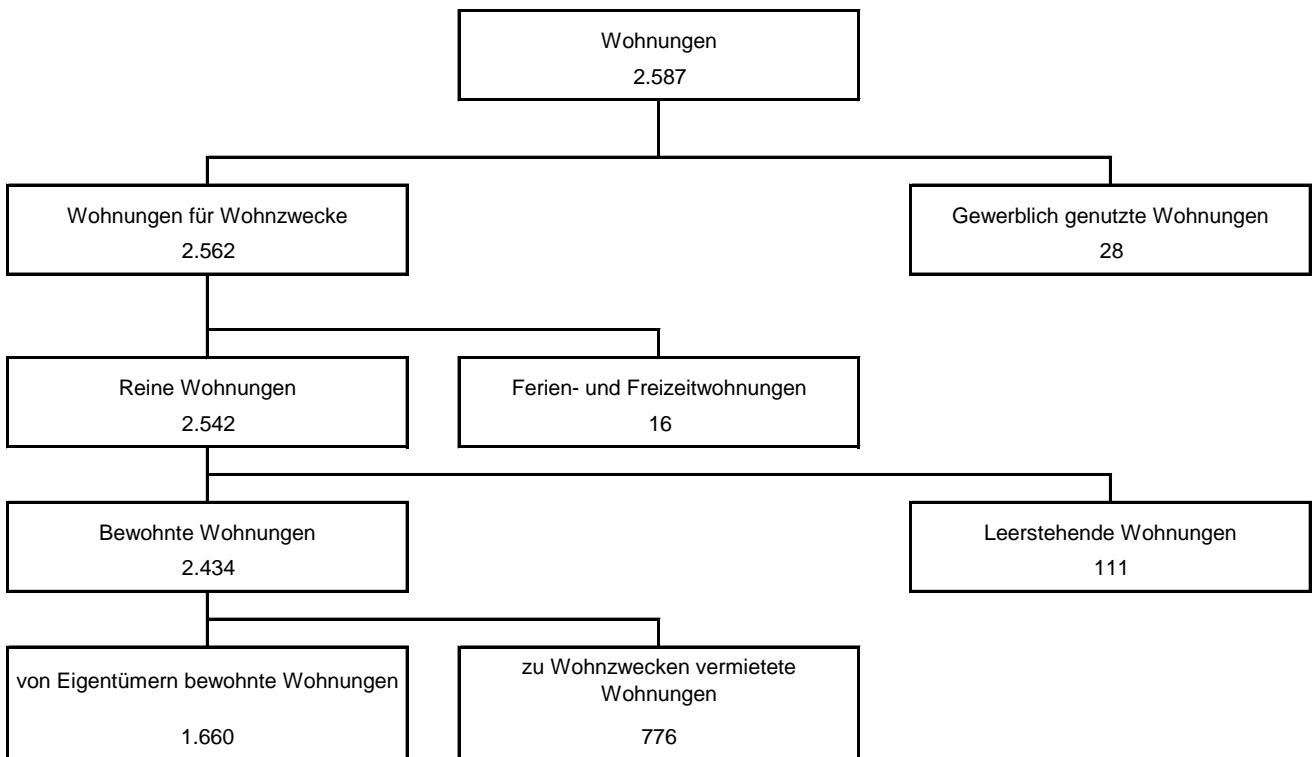 Wohnungen
2.587
Wohnungen für Wohnzwecke
2.562
Gewerblich genutzte Wohnungen
28
Reine Wohnungen
2.542
Ferien- und Freizeitwohnungen
16
Bewohnte Wohnungen
2.434
Leerstehende Wohnungen
111
von Eigentümern bewohnte Wohnungen
1.660
zu Wohnzwecken vermietete
Wohnungen
776